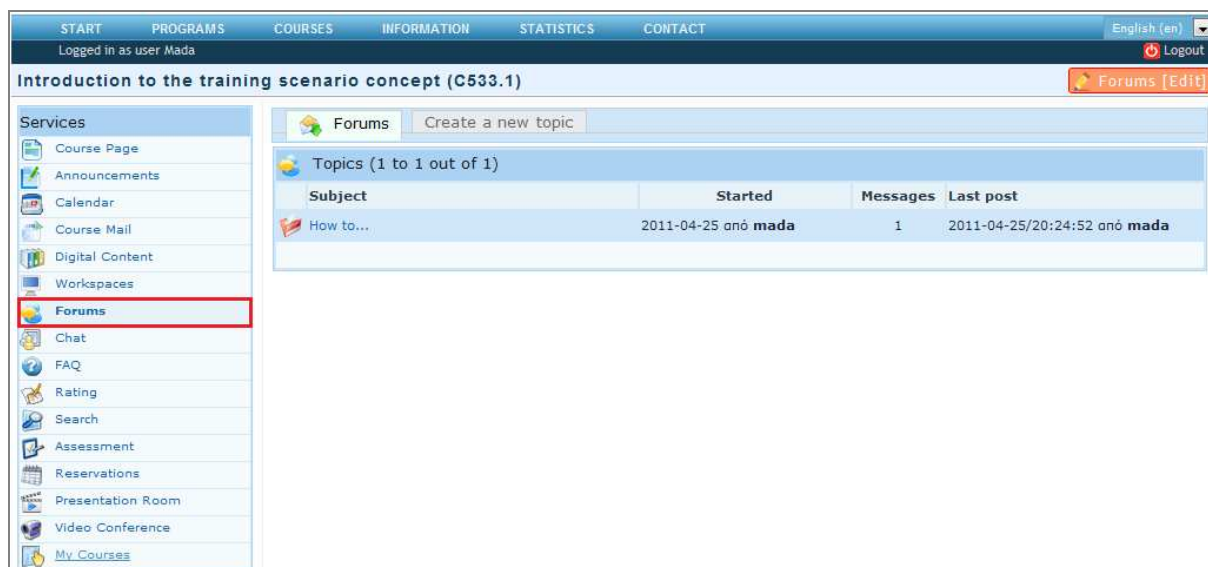 START PROGRAMS COURSES INFORMATION STATISTICS CONTACT English (en)
Logged in as user Mada Logout
Introduction to the training scenario concept (C533.1) Forums [Edit]
Services
Course Page
Announcements
Calendar
Course Mail
Digital Content
Workspaces
Forums
Chat
FAQ
Rating
Search
Assessment
Reservations
Presentation Room
Video Conference
My Courses
Forums Create a new topic
Topics (1 to 1 out of 1)
Subject Started Messages Last post
How to... 2011-04-25 από mada 1 2011-04-25/20:24:52 από mada